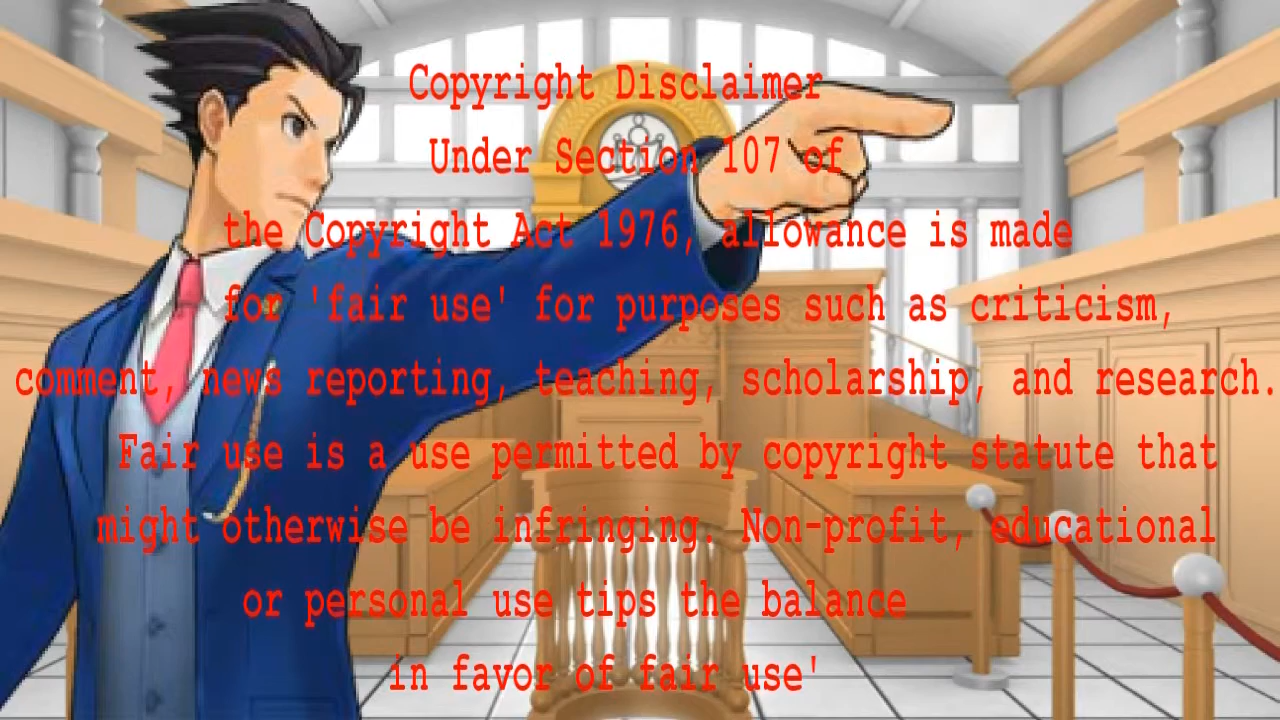 Copyright Disclaimer
Under Section 107 of
the Copyright Act 1976, allowance is made
for 'fair use' for purposes such as criticism,
comment, news reporting, teaching, scholarship, and research.
Fair use is a use permitted by copyright statute that
might otherwise be infringing. Non-profit, educational
or personal use tips the balance
in favor of fair use'